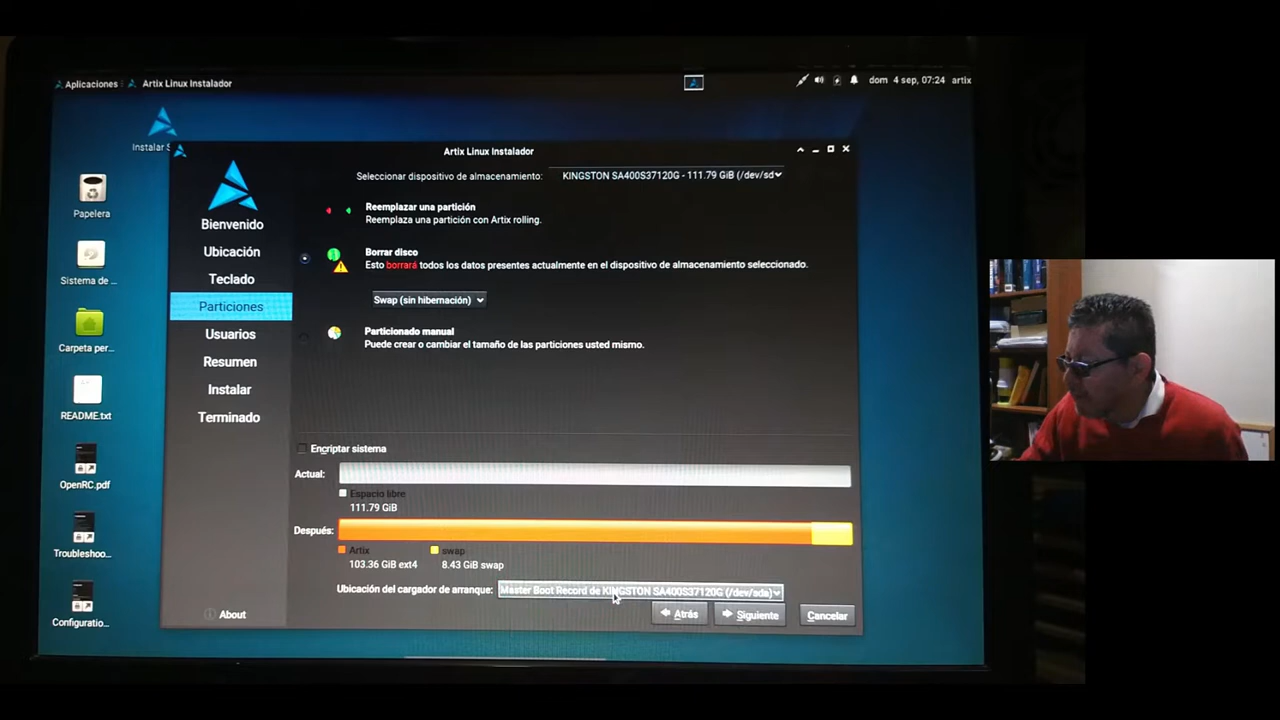 Aplicaciones
Artix Linux Instalador
dom 4 sep, 07:24
artix
Instalar S
Artix Linux Instalador
Seleccionar dispositivo de almacenamiento:
KINGSTON SA400S37120G - 111.79 GiB (/dev/sd
Papelera
Sistema de ...
Carpeta per...
README.txt
OpenRC.pdf
Troubleshoo...
Configuratio...
Bienvenido
Ubicación
Teclado
Particiones
Usuarios
Resumen
Instalar
Terminado
About
Reemplazar una partición
Reemplaza una partición con Artix rolling.
Borrar disco
Esto borrará todos los datos presentes actualmente en el dispositivo de almacenamiento seleccionado.
Swap (sin hibernación)
Particionado manual
Puede crear o cambiar el tamaño de las particiones usted mismo.
Encriptar sistema
Actual:
Espacio libre
111.79 GiB
Después:
Artix
103.36 GiB ext4
swap
8.43 GiB swap
Ubicación del cargador de arranque:
Master Boot Record de KINGSTON SA400S37120G (/dev/sda)
Atrás
Siguiente
Cancelar